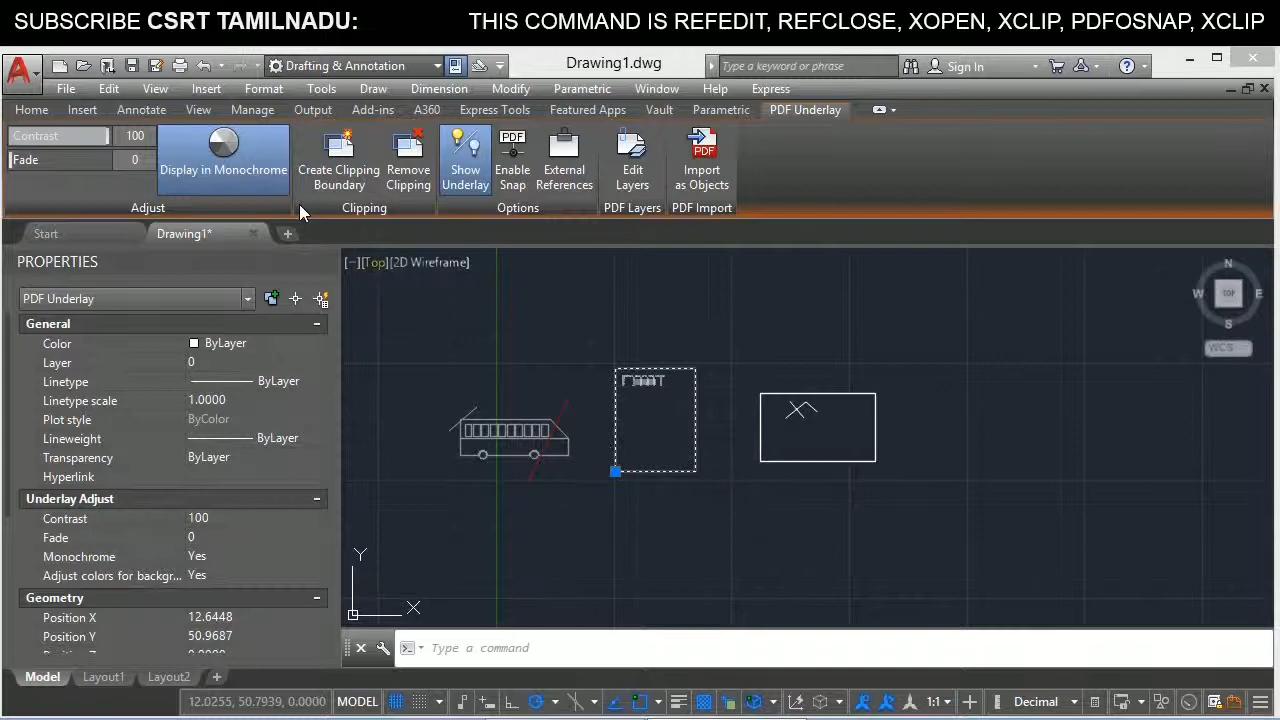 SUBSCRIBE CSRT TAMILNADU: THIS COMMAND IS REFEDIT, REFCLOSE, XOPEN, XCLIP, PDFOSNAP, XCLIP
Drafting & Annotation Drawing1.dwg Type a keyword or phrase Sign In
File Edit View Insert Format Tools Draw Dimension Modify Parametric Window Help Express
Home Insert Annotate View Manage Output Add-ins A360 Express Tools Featured Apps Vault Parametric PDF Underlay
Contrast 100
Fade 0
Display in Monochrome
Create Clipping Boundary
Remove Clipping
Show Underlay
Enable Snap
External References
Edit Layers
Import as Objects
Adjust Clipping Options PDF Layers PDF Import
Start Drawing1*
PROPERTIES
PDF Underlay
General
Color ByLayer
Layer 0
Linetype ByLayer
Linetype scale 1.0000
Plot style ByColor
Lineweight ByLayer
Transparency ByLayer
Hyperlink
Underlay Adjust
Contrast 100
Fade 0
Monochrome Yes
Adjust colors for backgr... Yes
Geometry
Position X 12.6448
Position Y 50.9687
[−][Top][2D Wireframe]
N
W TOP E
S
WCS
Y
X
Type a command
Model Layout1 Layout2
12.0255, 50.7939, 0.0000 MODEL 1:1 Decimal